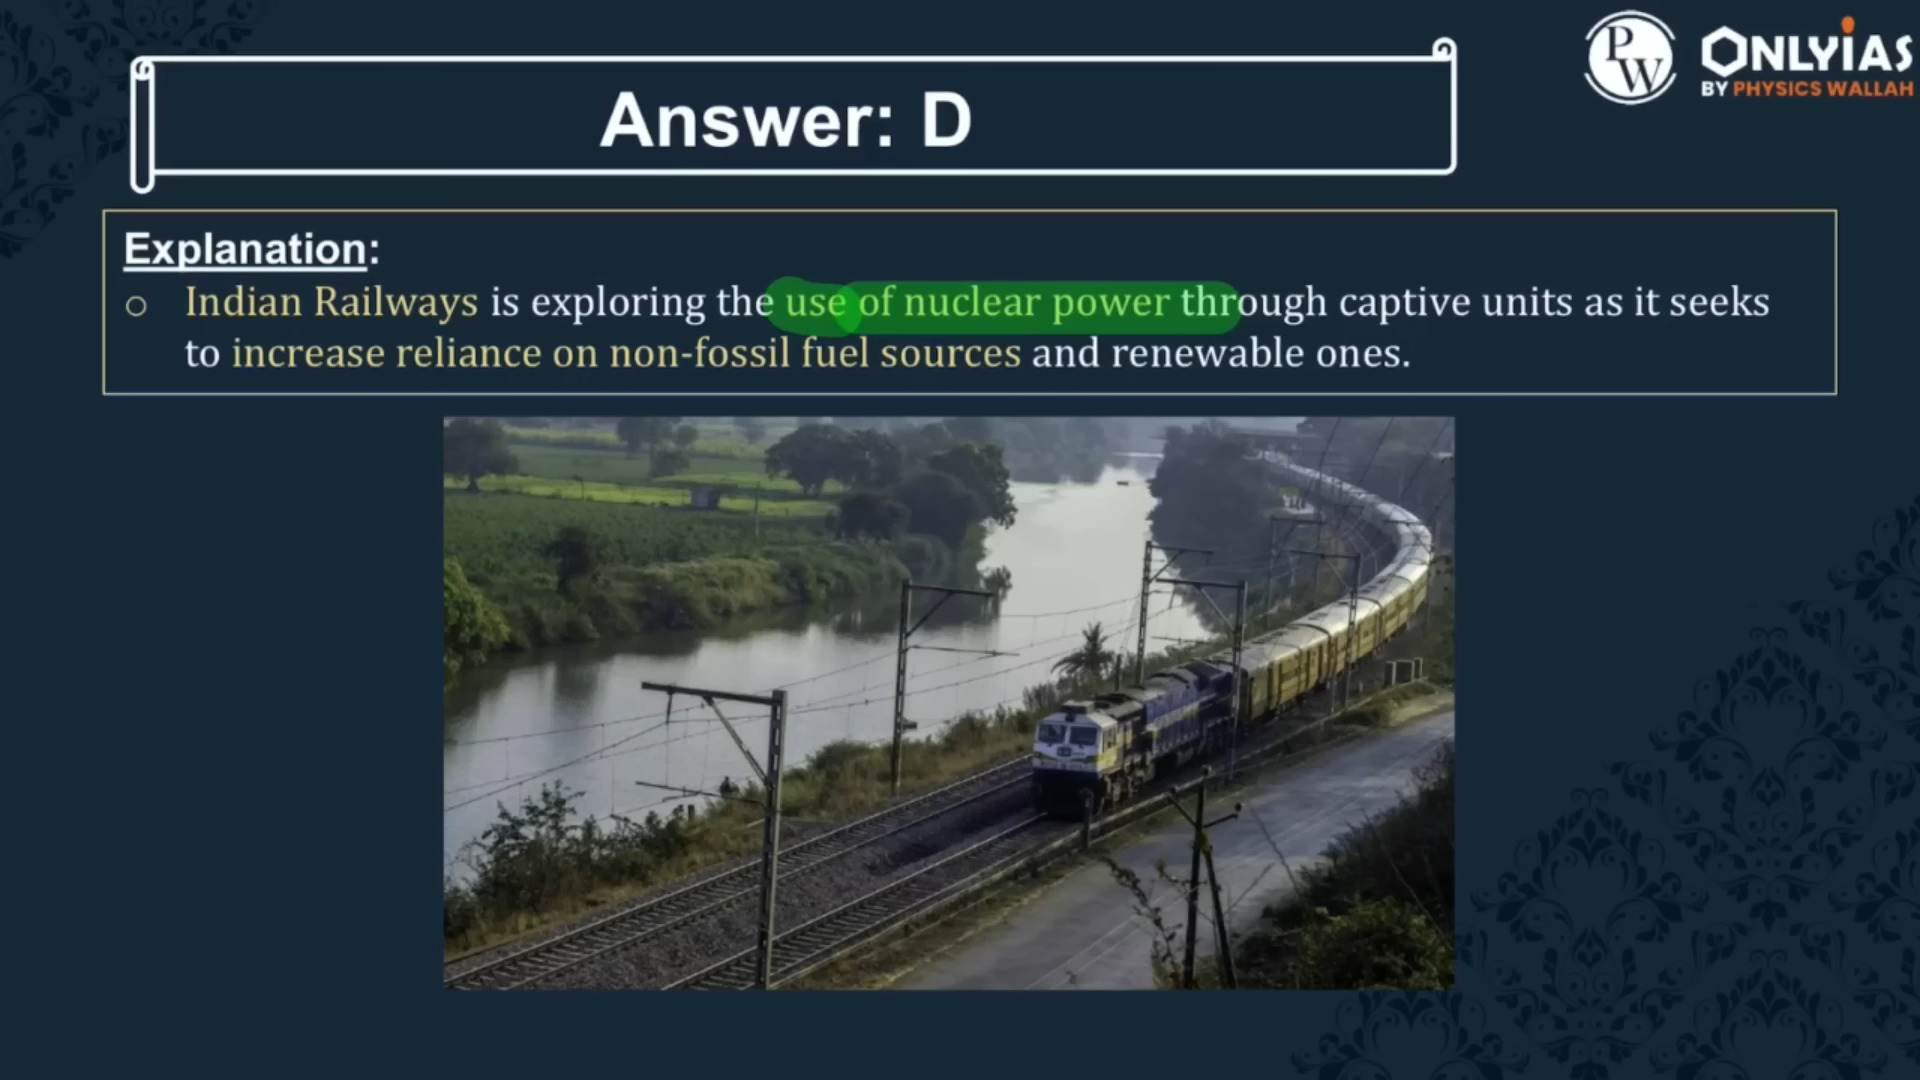 PW
ONLYIAS
BY PHYSICS WALLAH
Answer: D
Explanation:
Indian Railways is exploring the use of nuclear power through captive units as it seeks
to increase reliance on non-fossil fuel sources and renewable ones.